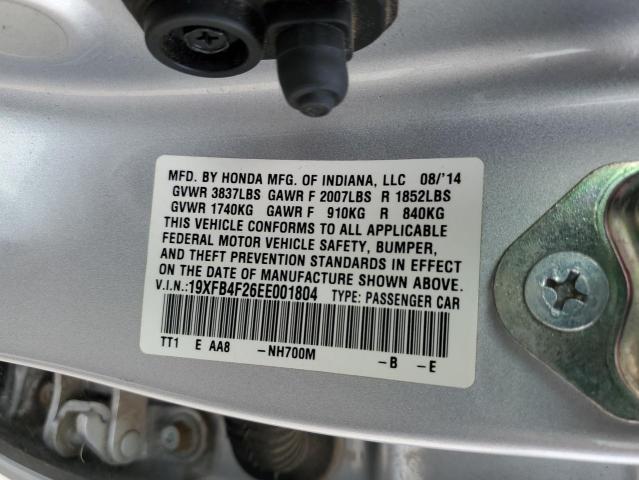 MFD. BY HONDA MFG. OF INDIANA, LLC 08/'14
GVWR 3837LBS GAWR F 2007LBS R 1852LBS
GVWR 1740KG GAWR F 910KG R 840KG
THIS VEHICLE CONFORMS TO ALL APPLICABLE
FEDERAL MOTOR VEHICLE SAFETY, BUMPER,
AND THEFT PREVENTION STANDARDS IN EFFECT
ON THE DATE OF MANUFACTURE SHOWN ABOVE.
V.I.N.:19XFB4F26EE001804 TYPE: PASSENGER CAR
TT1 E AA8 -NH700M -B -E